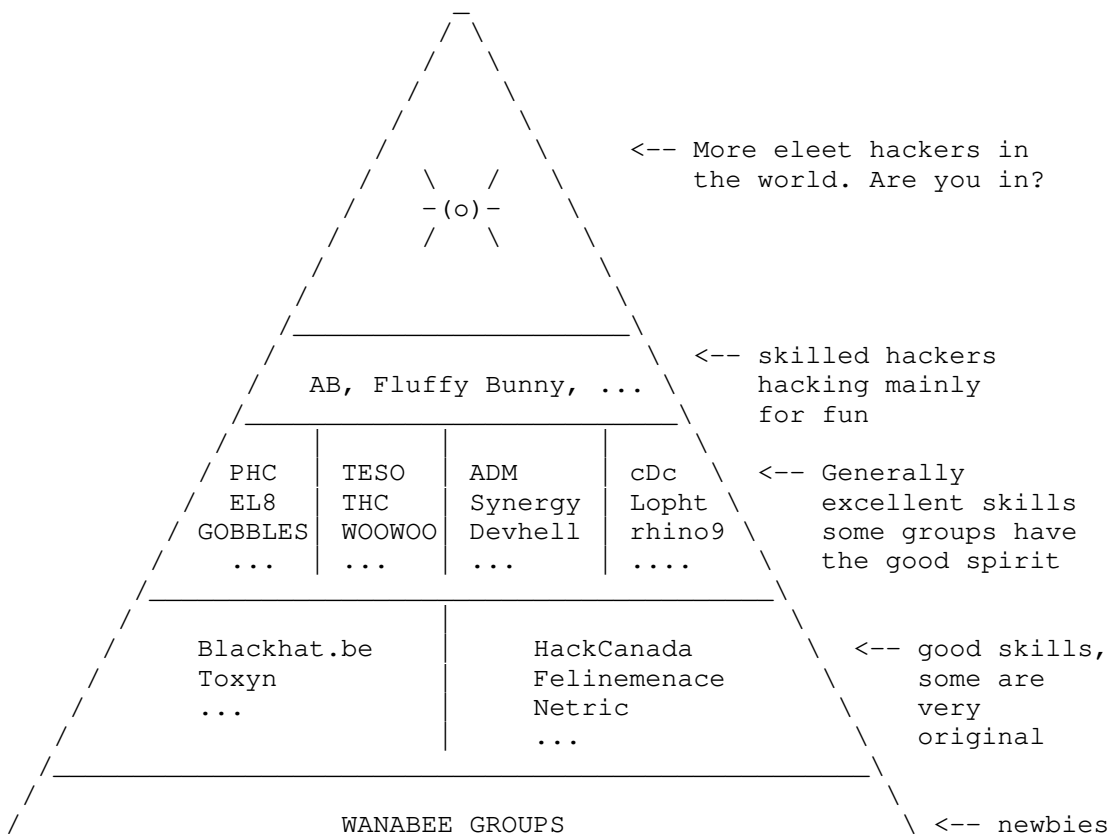 <-- More eleet hackers in
the world. Are you in?
-(o)-
<-- skilled hackers
AB, Fluffy Bunny, ... hacking mainly
for fun
PHC TESO ADM cDc <-- Generally
EL8 THC Synergy Lopht excellent skills
GOBBLES WOOWOO Devhell rhino9 some groups have
... ... ... .... the good spirit
Blackhat.be HackCanada <-- good skills,
Toxyn Felinemenace some are
... Netric very
... original
WANABEE GROUPS <-- newbies